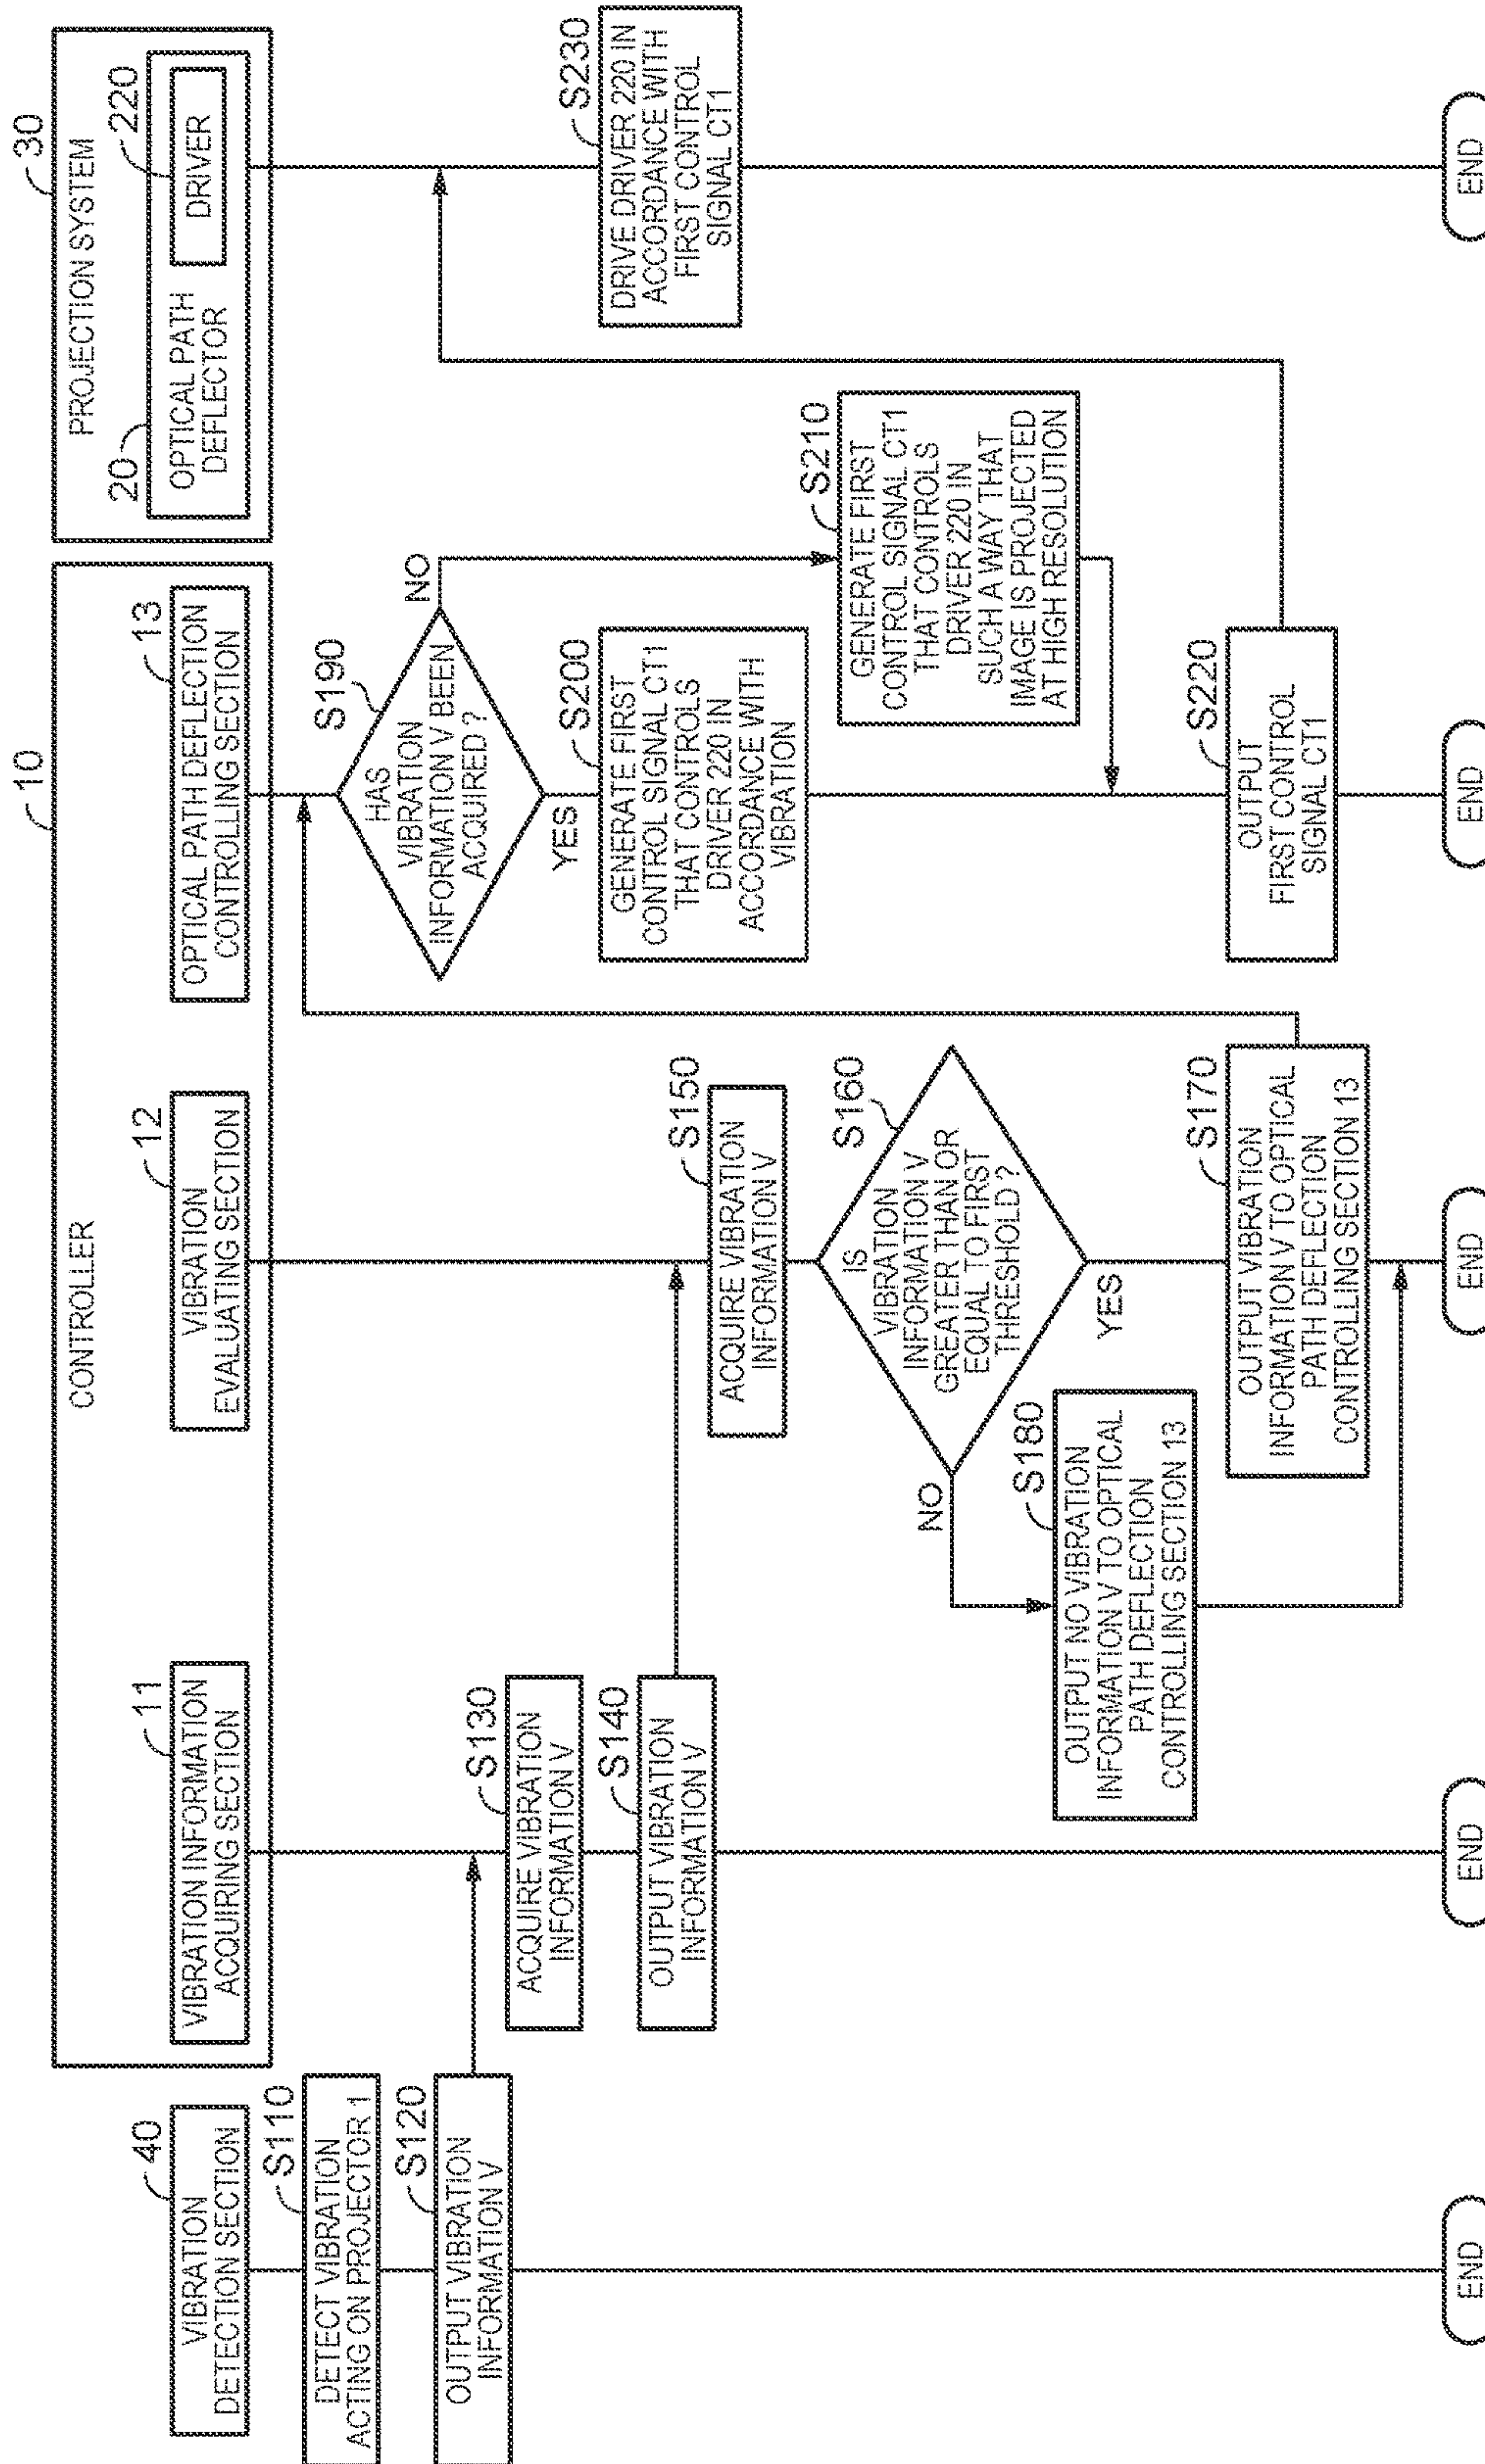 40
VIBRATION
DETECTION SECTION
S110
DETECT VIBRATION
ACTING ON PROJECTOR 1
S120
OUTPUT VIBRATION
INFORMATION V
END
10
CONTROLLER
11
VIBRATION INFORMATION
ACQUIRING SECTION
S130
ACQUIRE VIBRATION
INFORMATION V
S140
OUTPUT VIBRATION
INFORMATION V
END
12
VIBRATION
EVALUATING SECTION
S150
ACQUIRE VIBRATION
INFORMATION V
S160
IS
VIBRATION
INFORMATION V
GREATER THAN OR
EQUAL TO FIRST
THRESHOLD ?
NO
YES
S180
OUTPUT NO VIBRATION
INFORMATION V TO OPTICAL
PATH DEFLECTION
CONTROLLING SECTION 13
S170
OUTPUT VIBRATION
INFORMATION V TO OPTICAL
PATH DEFLECTION
CONTROLLING SECTION 13
END
13
OPTICAL PATH DEFLECTION
CONTROLLING SECTION
S190
HAS
VIBRATION
INFORMATION V BEEN
ACQUIRED ?
NO
YES
S200
GENERATE FIRST
CONTROL SIGNAL CT1
THAT CONTROLS
DRIVER 220 IN
ACCORDANCE WITH
VIBRATION
S210
GENERATE FIRST
CONTROL SIGNAL CT1
THAT CONTROLS
DRIVER 220 IN
SUCH A WAY THAT
IMAGE IS PROJECTED
AT HIGH RESOLUTION
S220
OUTPUT
FIRST CONTROL
SIGNAL CT1
END
30
PROJECTION SYSTEM
20
OPTICAL PATH
DEFLECTOR
220
DRIVER
S230
DRIVE DRIVER 220 IN
ACCORDANCE WITH
FIRST CONTROL
SIGNAL CT1
END